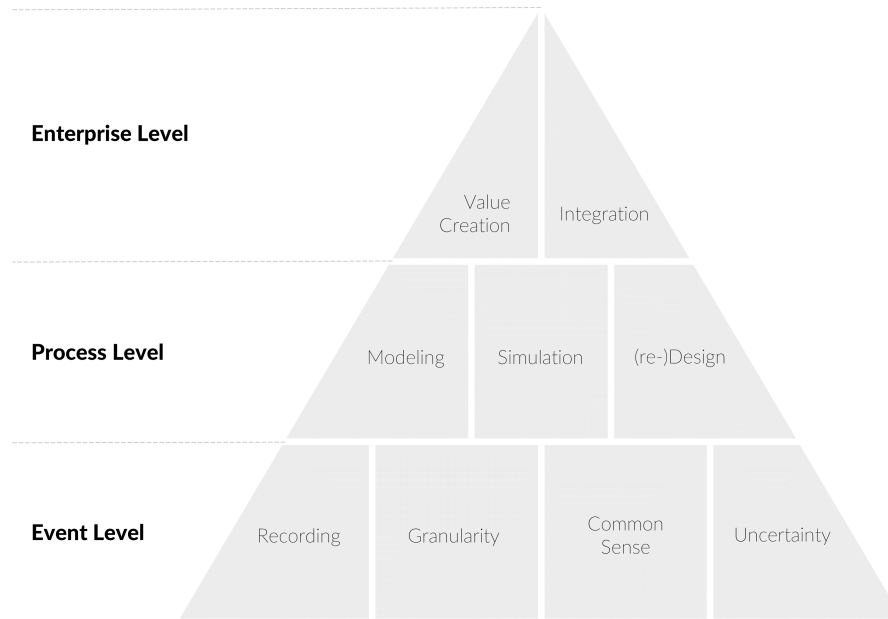 Enterprise Level
Value
Creation
Integration
Process Level
Modeling
Simulation
(re-)Design
Event Level
Recording
Granularity
Common
Sense
Uncertainty